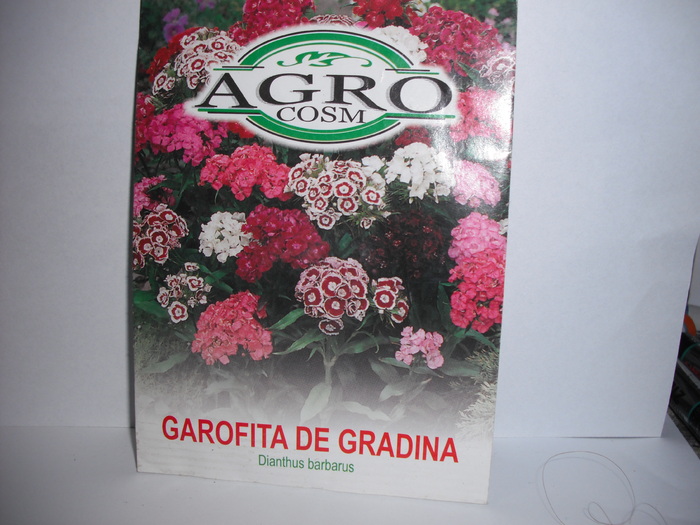 AGRO
COSM
GAROFITA DE GRADINA
Dianthus barbarus